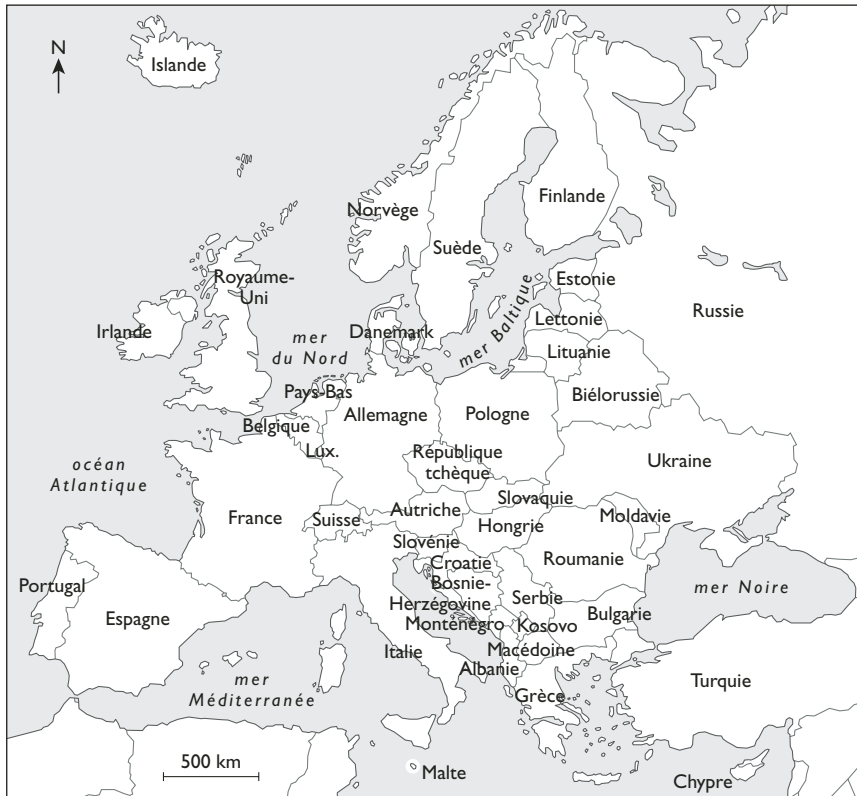 N
Islande
Norvège
Finlande
Suède
Royaume-
Uni
Estonie
Russie
mer Baltique
Lettonie
Irlande
mer
du Nord
Danemark
Lituanie
Biélorussie
Pays-Bas
Allemagne
Pologne
Belgique
Lux.
République
tchèque
Ukraine
océan
Atlantique
Slovaquie
Autriche
France
Suisse
Hongrie
Moldavie
Slovénie
Roumanie
Croatie
Bosnie-
Herzégovine
Portugal
Espagne
Serbie
mer Noire
Bulgarie
Monténégro
Kosovo
Italie
Macédoine
Albanie
mer
Méditerranée
Grèce
Turquie
500 km
Malte
Chypre